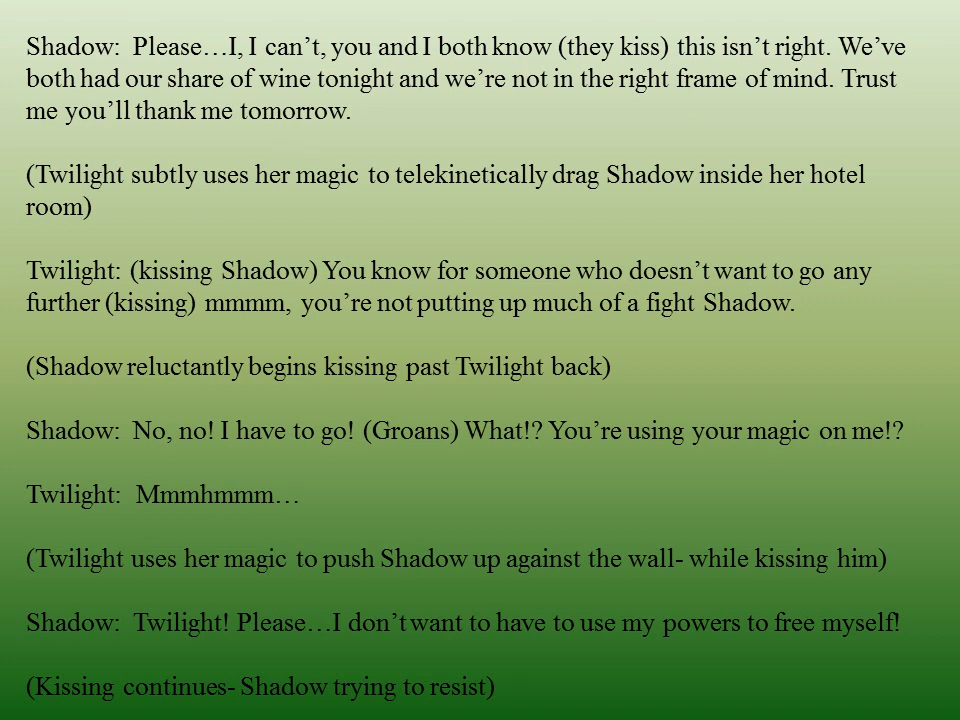 Shadow:  Please…I, I can’t, you and I both know (they kiss) this isn’t right. We’ve
both had our share of wine tonight and we’re not in the right frame of mind. Trust
me you’ll thank me tomorrow.
(Twilight subtly uses her magic to telekinetically drag Shadow inside her hotel
room)
Twilight: (kissing Shadow) You know for someone who doesn’t want to go any
further (kissing) mmmm, you’re not putting up much of a fight Shadow.
(Shadow reluctantly begins kissing past Twilight back)
Shadow:  No, no! I have to go! (Groans) What!? You’re using your magic on me!?
Twilight:  Mmmhmmm…
(Twilight uses her magic to push Shadow up against the wall- while kissing him)
Shadow:  Twilight! Please…I don’t want to have to use my powers to free myself!
(Kissing continues- Shadow trying to resist)